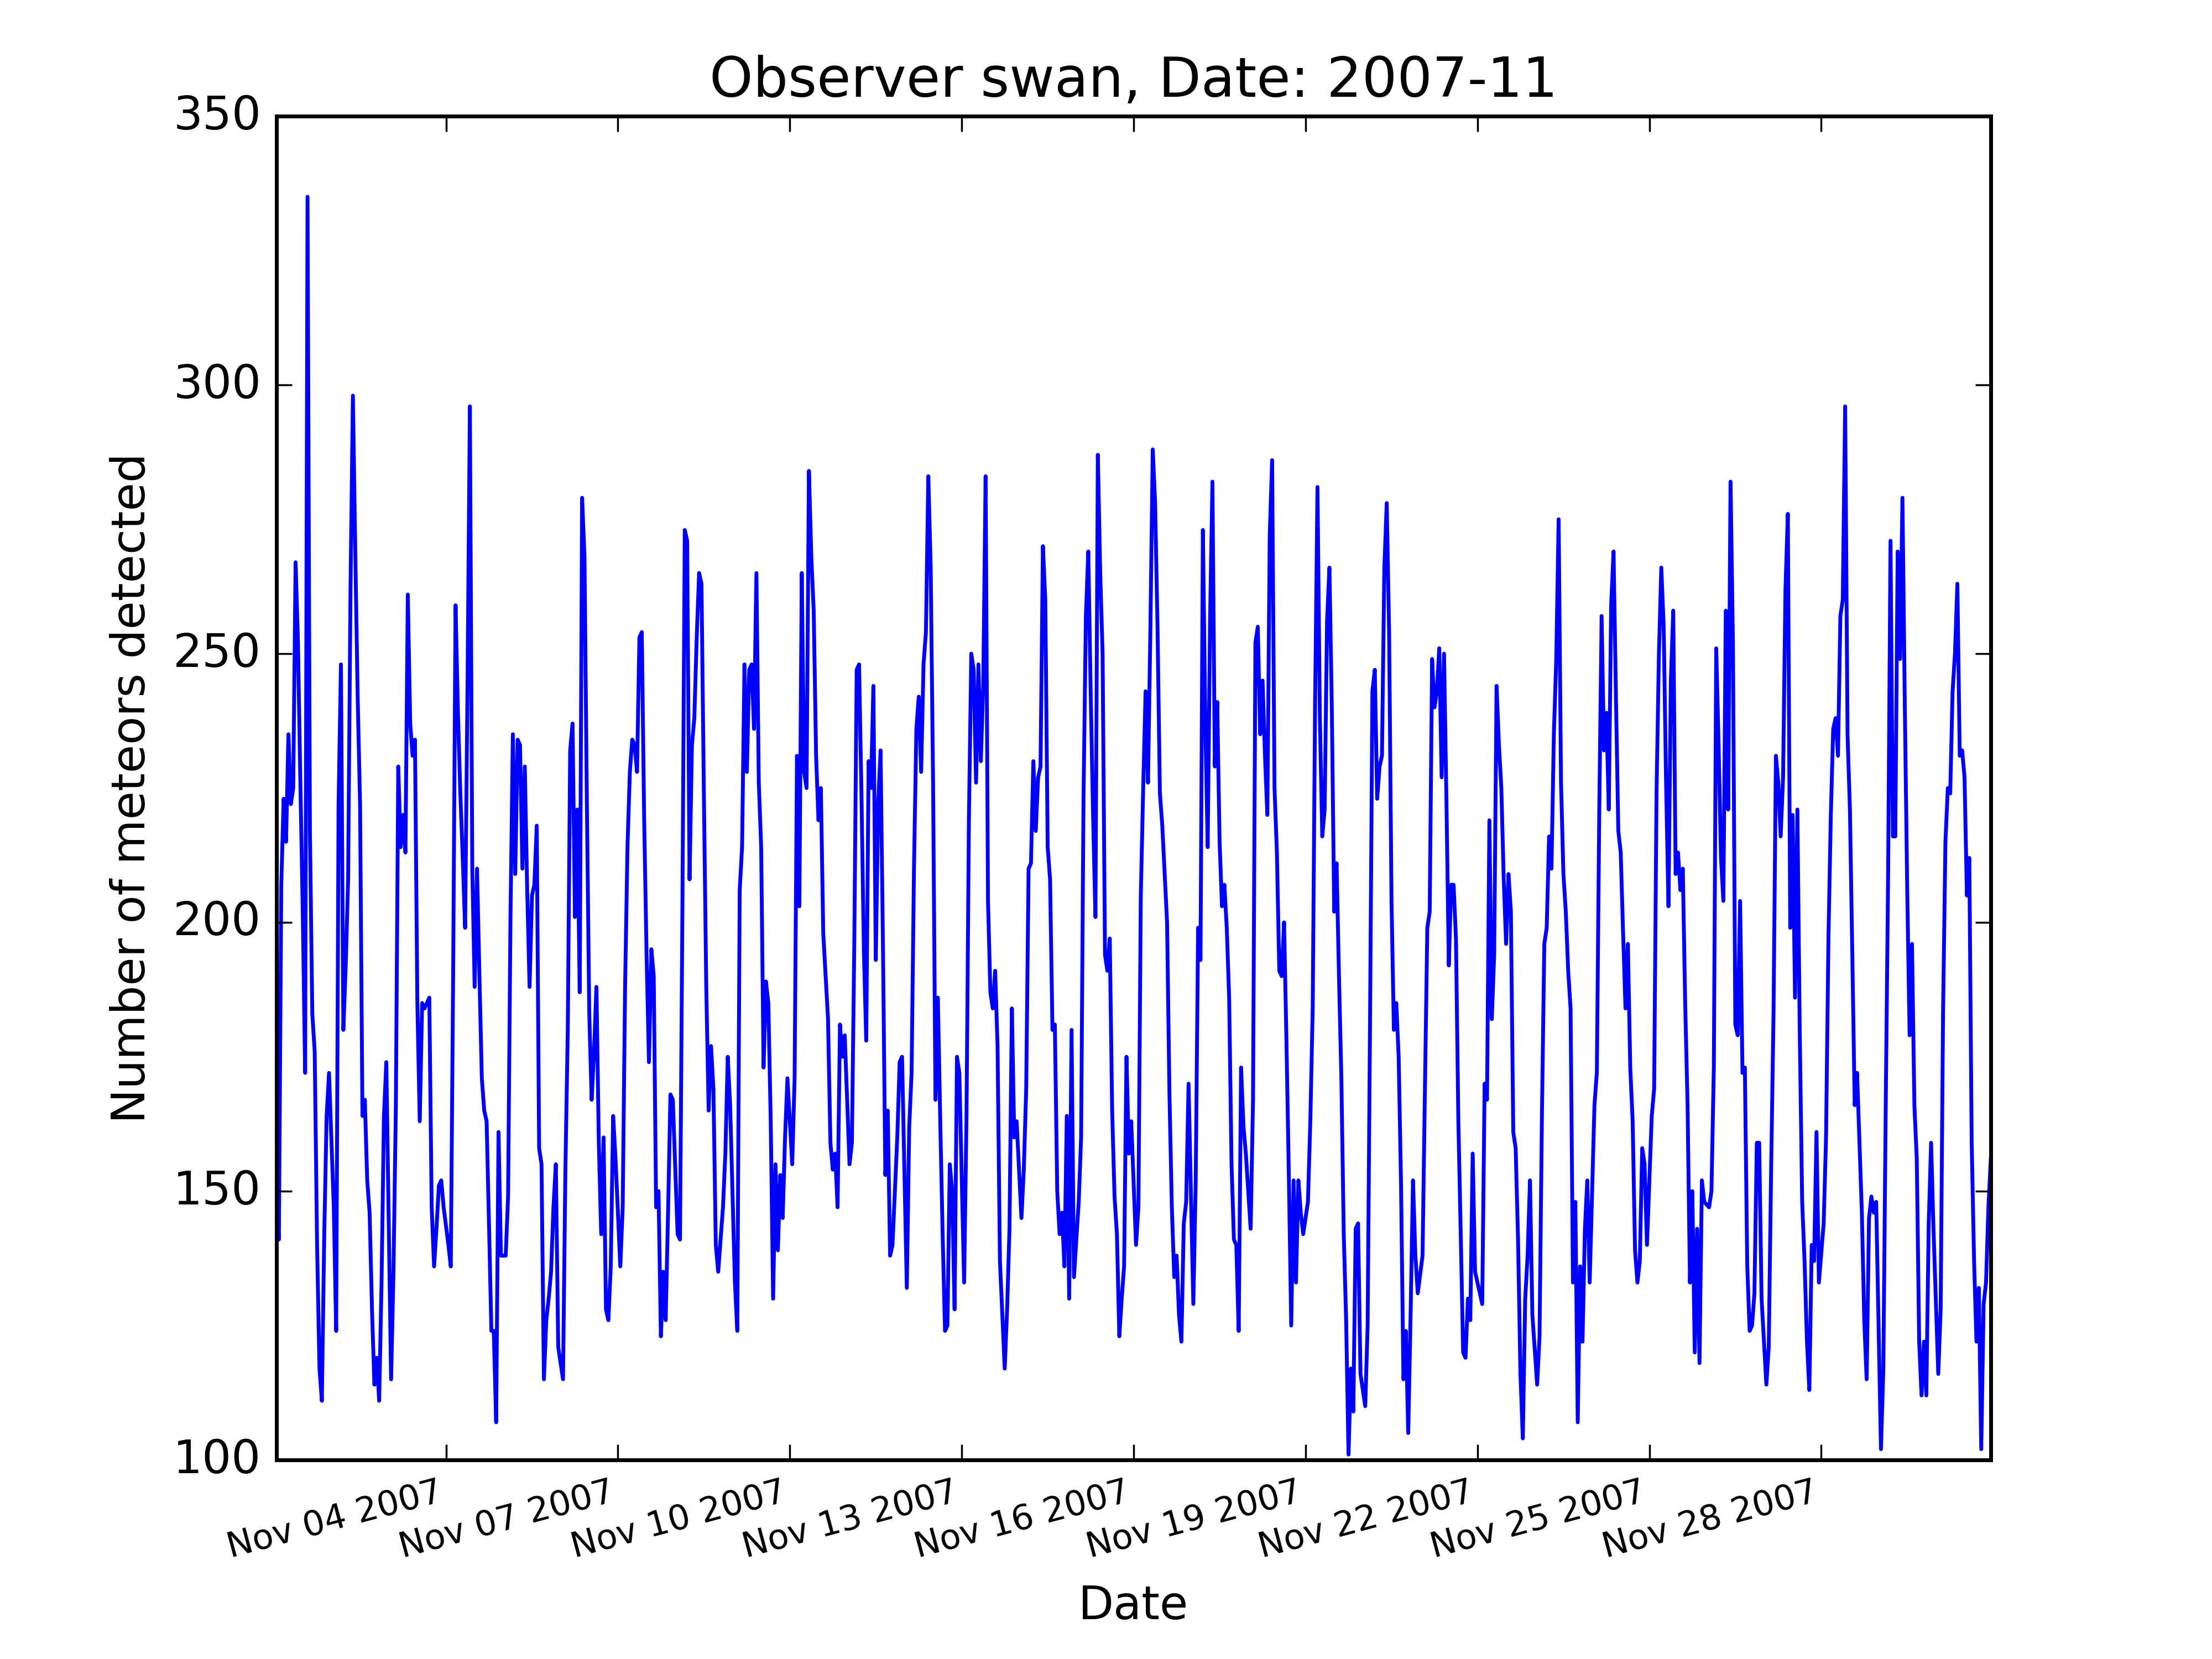 Observer swan, Date: 2007-11
350
300
250
200
150
100
Number of meteors detected
Nov 04 2007
Nov 07 2007
Nov 10 2007
Nov 13 2007
Nov 16 2007
Nov 19 2007
Nov 22 2007
Nov 25 2007
Nov 28 2007
Date